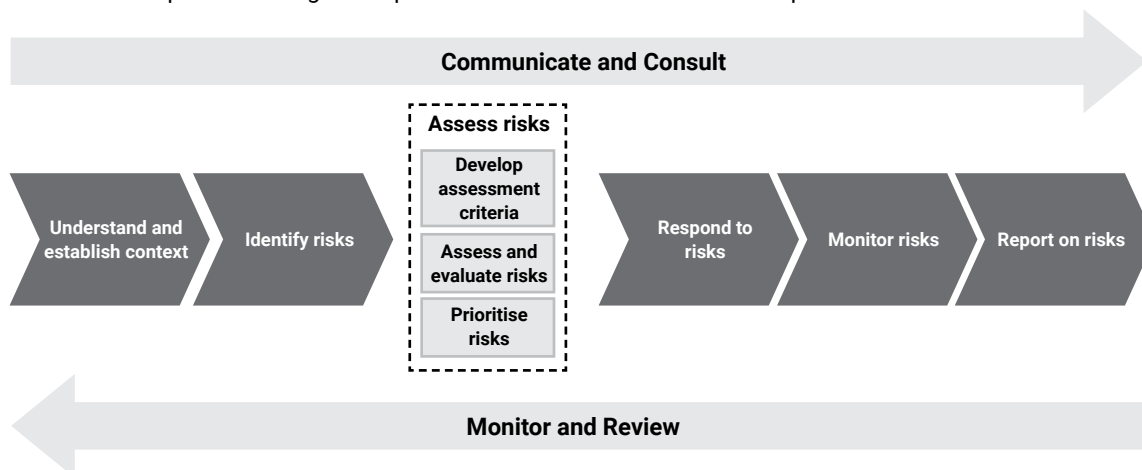 Communicate and Consult
Assess risks
Develop
assessment
criteria
Assess and
evaluate risks
Prioritise
risks
Understand and
establish context
Identify risks
Respond to
risks
Monitor risks
Report on risks
Monitor and Review